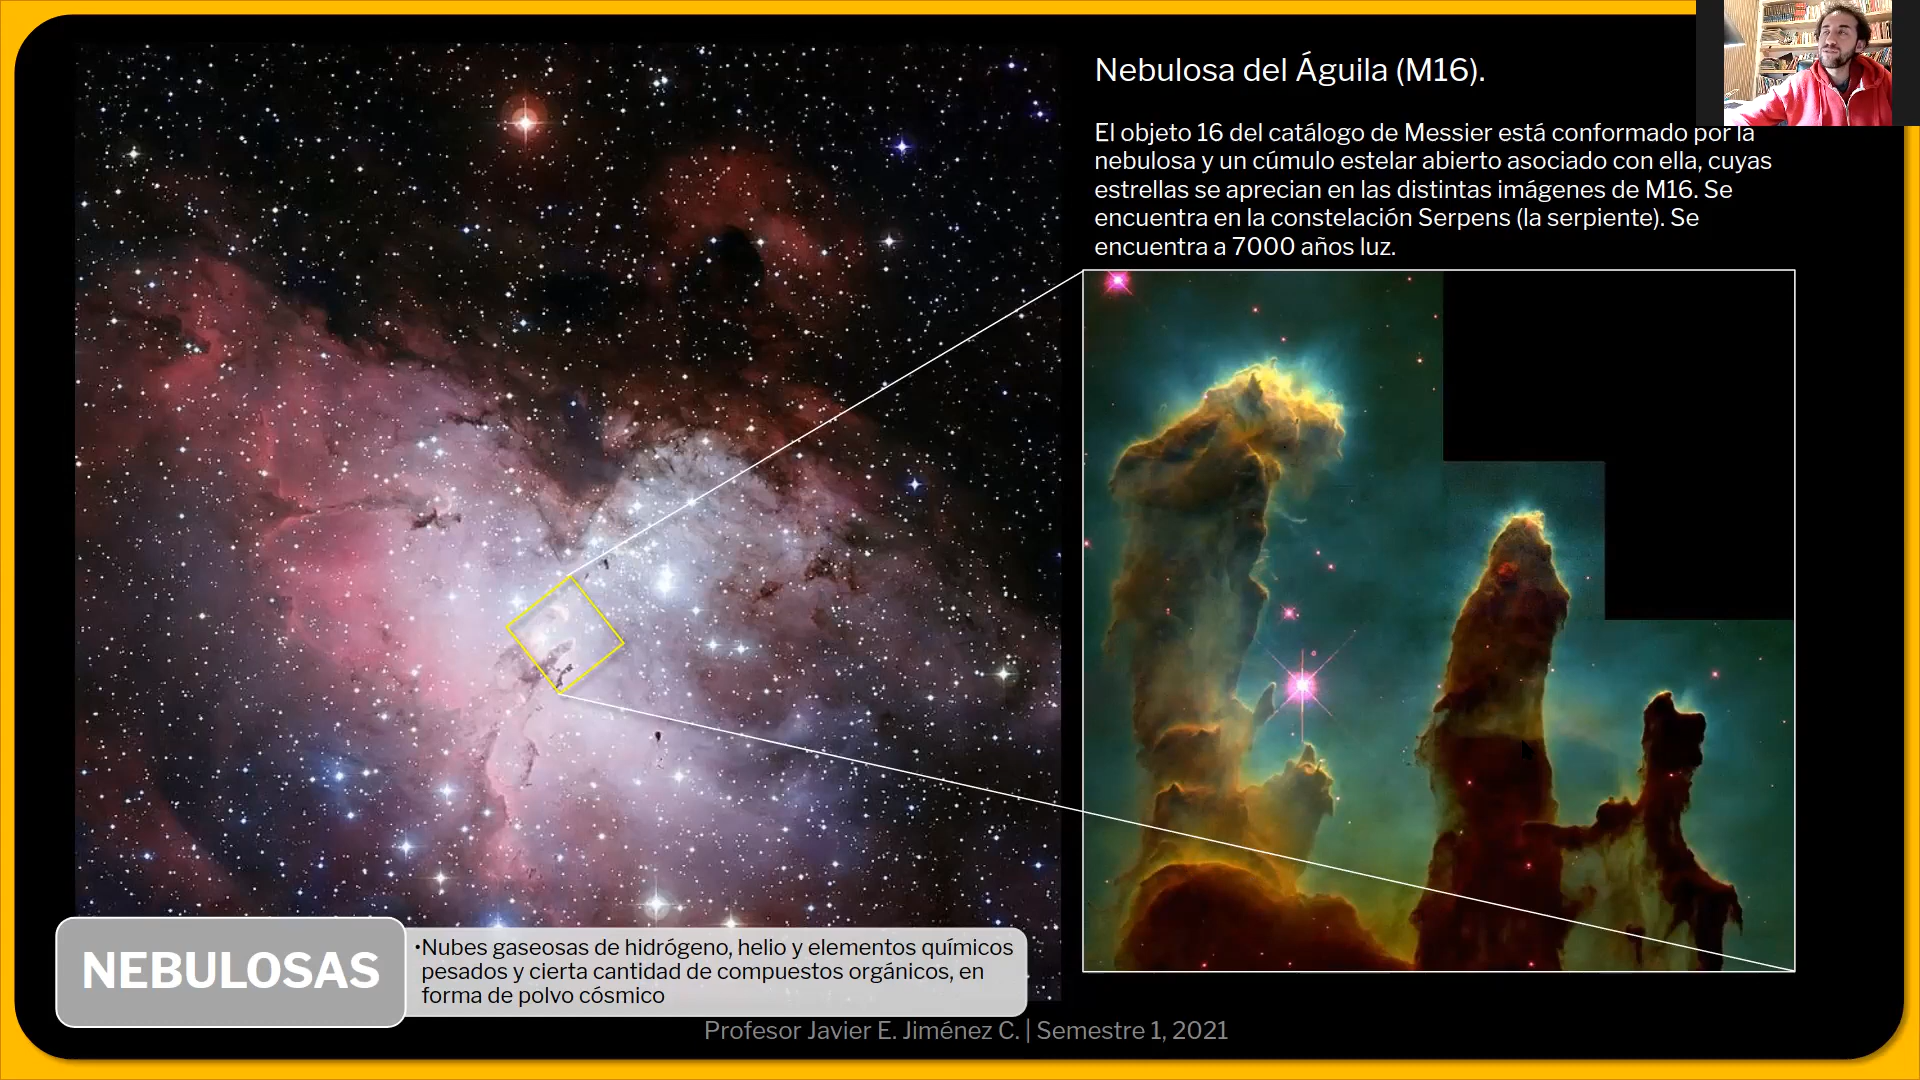 Nebulosa del Águila (M16).
El objeto 16 del catálogo de Messier está conformado por la
nebulosa y un cúmulo estelar abierto asociado con ella, cuyas
estrellas se aprecian en las distintas imágenes de M16. Se
encuentra en la constelación Serpens (la serpiente). Se
encuentra a 7000 años luz.
NEBULOSAS
•Nubes gaseosas de hidrógeno, helio y elementos químicos
pesados y cierta cantidad de compuestos orgánicos, en
forma de polvo cósmico
Profesor Javier E. Jiménez C. | Semestre 1, 2021